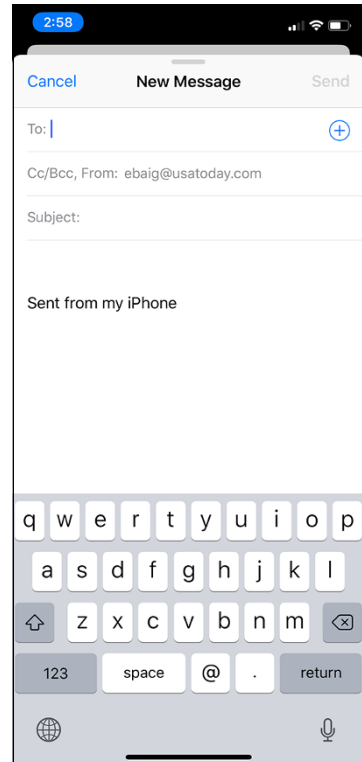 2:58
Cancel New Message Send
To:
Cc/Bcc, From: ebaig@usatoday.com
Subject:
Sent from my iPhone
q w e r t y u i o p
a s d f g h j k l
z x c v b n m
123 space @ . return